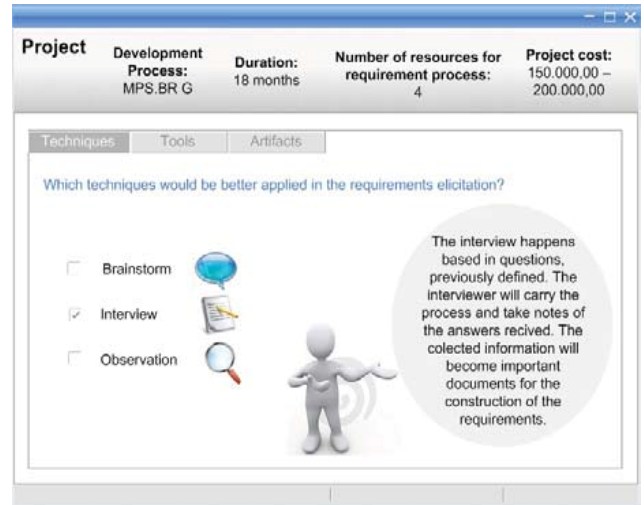 Project
Development
Process:
MPS.BR G
Duration:
18 months
Number of resources for
requirement process:
4
Project cost:
150.000,00 –
200.000,00
Techniques
Tools
Artifacts
Which techniques would be better applied in the requirements elicitation?
Brainstorm
Interview
Observation
The interview happens
based in questions,
previously defined. The
interviewer will carry the
process and take notes of
the answers recived. The
colected information will
become important
documents for the
construction of the
requirements.